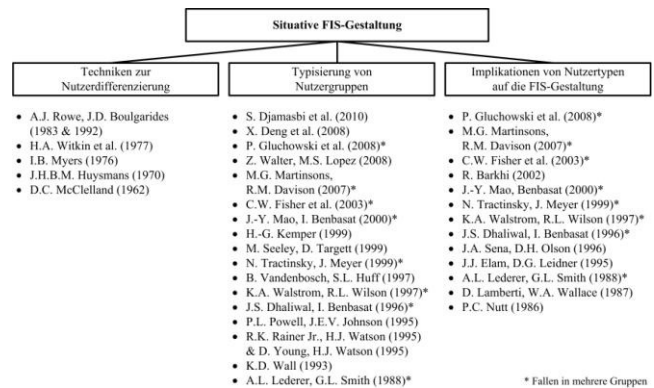 Situative FIS-Gestaltung
Techniken zur
Nutzerdifferenzierung
• A.J. Rowe, J.D. Boulgarides
(1983 & 1992)
• H.A. Witkin et al. (1977)
• I.B. Myers (1976)
• J.H.B.M. Huysmans (1970)
• D.C. McClelland (1962)
Typisierung von
Nutzergruppen
• S. Djamasbi et al. (2010)
• X. Deng et al. (2008)
• P. Gluchowski et al. (2008)*
• Z. Walter, M.S. Lopez (2008)
• M.G. Martinsons,
R.M. Davison (2007)*
• C.W. Fisher et al. (2003)*
• J.-Y. Mao, I. Benbasat (2000)*
• H.-G. Kemper (1999)
• M. Seeley, D. Targett (1999)
• N. Tractinsky, J. Meyer (1999)*
• B. Vandenbosch, S.L. Huff (1997)
• K.A. Walstrom, R.L. Wilson (1997)*
• J.S. Dhaliwal, I. Benbasat (1996)*
• P.L. Powell, J.E.V. Johnson (1995)
• R.K. Rainer Jr., H.J. Watson (1995)
& D. Young, H.J. Watson (1995)
• K.D. Wall (1993)
• A.L. Lederer, G.L. Smith (1988)*
Implikationen von Nutzertypen
auf die FIS-Gestaltung
• P. Gluchowski et al. (2008)*
• M.G. Martinsons,
R.M. Davison (2007)*
• C.W. Fisher et al. (2003)*
• R. Barkhi (2002)
• J.-Y. Mao, Benbasat (2000)*
• N. Tractinsky, J. Meyer (1999)*
• K.A. Walstrom, R.L. Wilson (1997)*
• J.S. Dhaliwal, I. Benbasat (1996)*
• J.A. Sena, D.H. Olson (1996)
• J.J. Elam, D.G. Leidner (1995)
• A.L. Lederer, G.L. Smith (1988)*
• D. Lamberti, W.A. Wallace (1987)
• P.C. Nutt (1986)
* Fallen in mehrere Gruppen